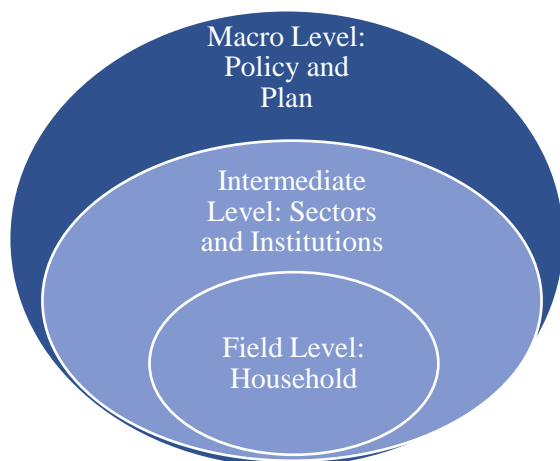 Macro Level:
Policy and
Plan
Intermediate
Level: Sectors
and Institutions
Field Level:
Household